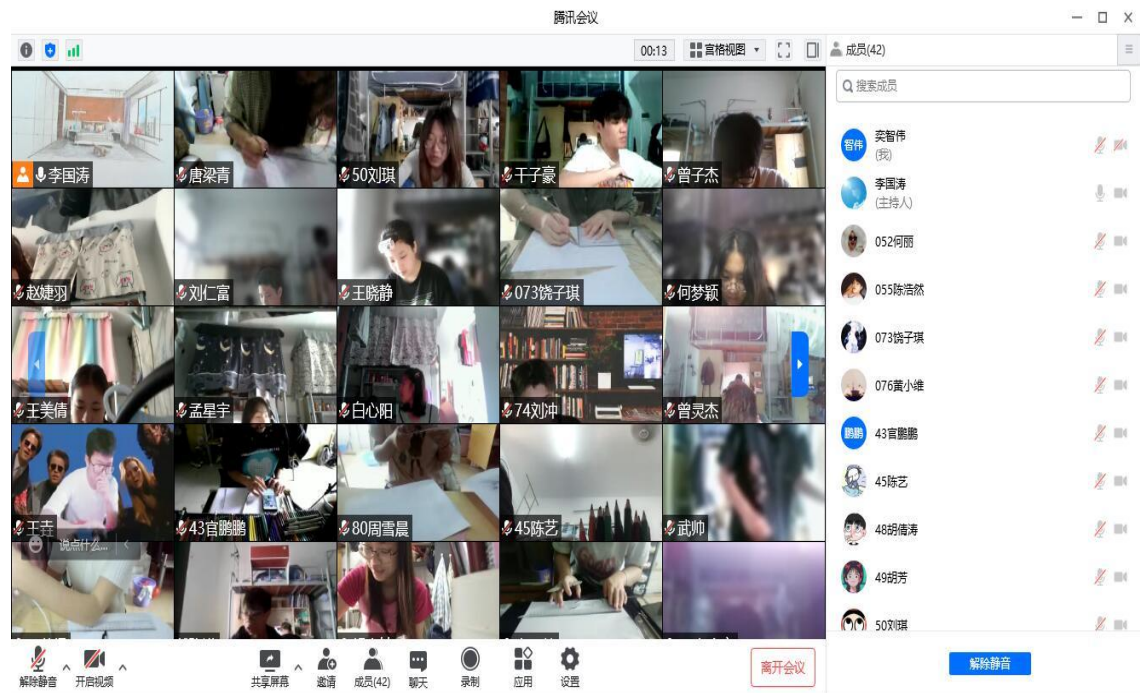 腾讯会议
00:13
宫格视图
成员(42)
搜索成员
李国涛
唐梁青
50刘琪
干子豪
曾子杰
赵婕羽
刘仁富
王晓静
073饶子琪
何梦颖
王美倩
孟星宇
白心阳
74刘冲
曾灵杰
王垚
43官鹏鹏
80周雪晨
45陈艺
武帅
说点什么...
智伟
奕智伟
(我)
李国涛
(主持人)
052何丽
055陈浩然
073饶子琪
076黄小维
鹏鹏
43官鹏鹏
45陈艺
48胡倩涛
49胡芳
50刘琪
解除静音
开启视频
共享屏幕
邀请
成员(42)
聊天
录制
应用
设置
离开会议
解除静音